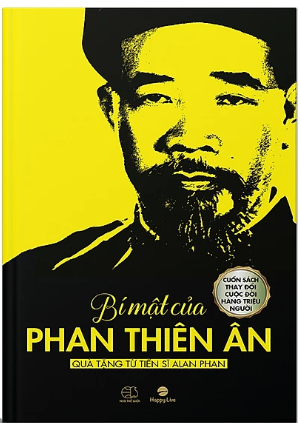 CUỐN SÁCH
THAY ĐỔI
CUỘC ĐỜI
HÀNG TRIỆU
NGƯỜI
Bí mật của
PHAN THIÊN ÂN
QUÀ TẶNG TỪ TIẾN SĨ ALAN PHAN
HappyLive